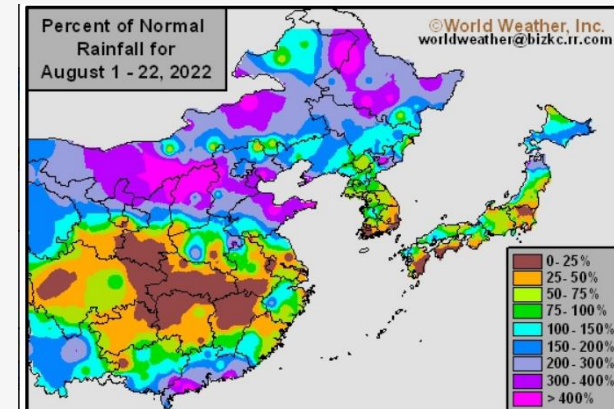 Percent of Normal
Rainfall for
August 1 - 22, 2022
©World Weather, Inc.
worldweather@bizkc.rr.com
0- 25%
25- 50%
50- 75%
75- 100%
100- 150%
150- 200%
200- 300%
300- 400%
> 400%